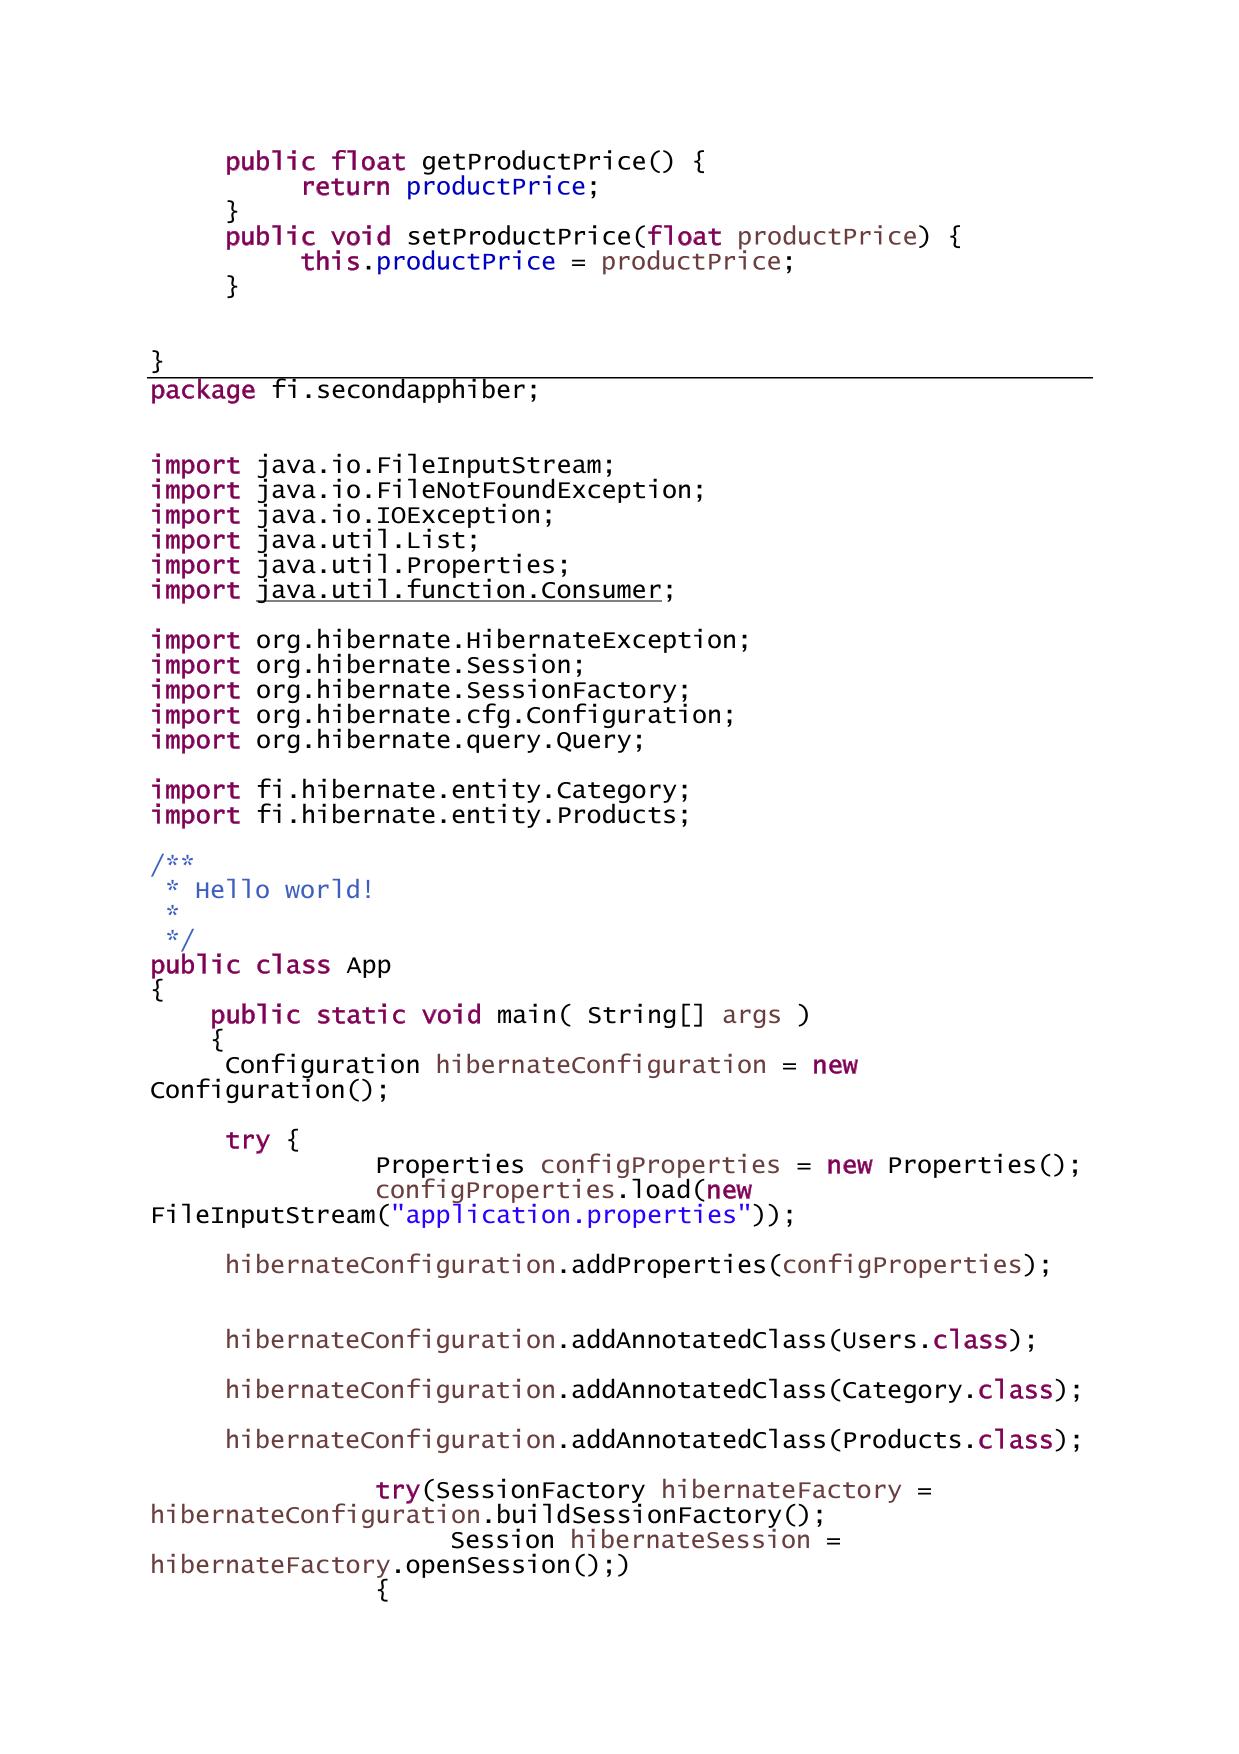 public float getProductPrice() {
return productPrice;
}
public void setProductPrice(float productPrice) {
this.productPrice = productPrice;
}
}
package fi.secondapphiber;
import java.io.FileInputStream;
import java.io.FileNotFoundException;
import java.io.IOException;
import java.util.List;
import java.util.Properties;
import java.util.function.Consumer;
import org.hibernate.HibernateException;
import org.hibernate.Session;
import org.hibernate.SessionFactory;
import org.hibernate.cfg.Configuration;
import org.hibernate.query.Query;
import fi.hibernate.entity.Category;
import fi.hibernate.entity.Products;
/**
* Hello world!
*
*/
public class App
{
public static void main( String[] args )
{
Configuration hibernateConfiguration = new
Configuration();
try {
Properties configProperties = new Properties();
configProperties.load(new
FileInputStream("application.properties"));
hibernateConfiguration.addProperties(configProperties);
hibernateConfiguration.addAnnotatedClass(Users.class);
hibernateConfiguration.addAnnotatedClass(Category.class);
hibernateConfiguration.addAnnotatedClass(Products.class);
try(SessionFactory hibernateFactory =
hibernateConfiguration.buildSessionFactory();
Session hibernateSession =
hibernateFactory.openSession();)
{